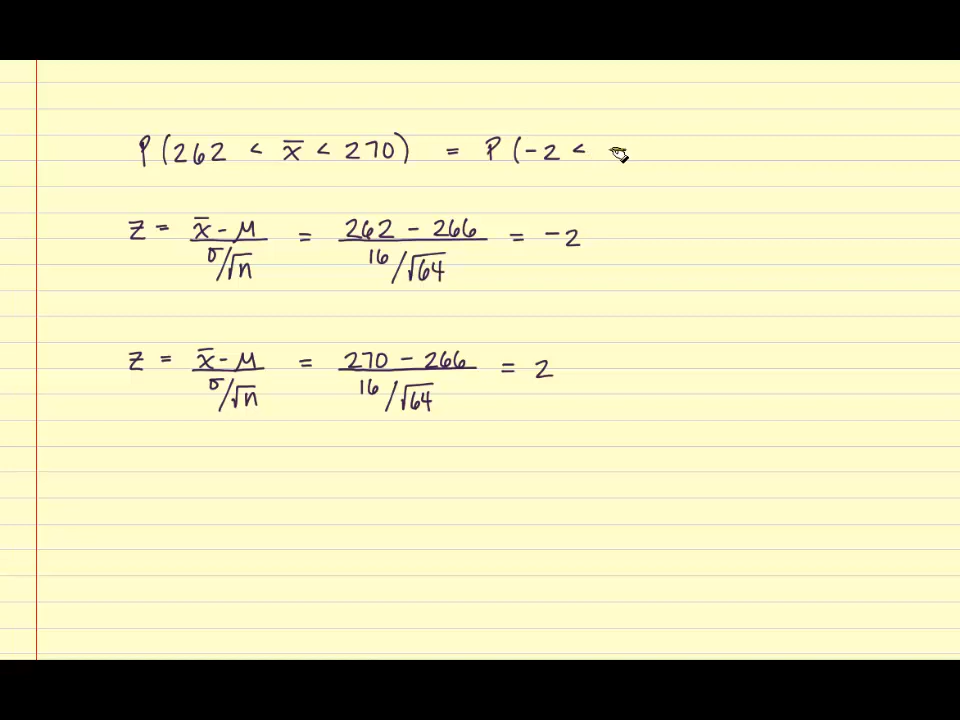 P(262 < x̄ < 270) = P(-2 <
z = x̄ - μ / σ/√n = 262 - 266 / 16/√64 = -2
z = x̄ - μ / σ/√n = 270 - 266 / 16/√64 = 2